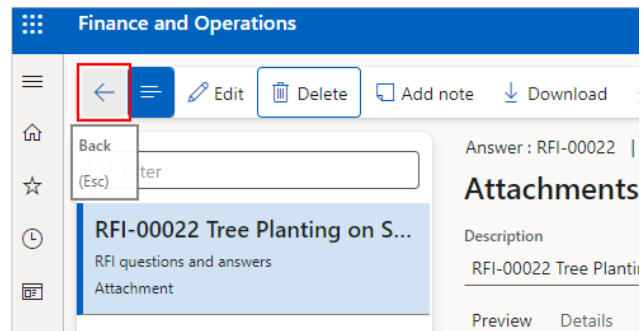 Finance and Operations
Edit Delete Add note Download
Back
(Esc)
Answer : RFI-00022 |
Attachments
RFI-00022 Tree Planting on S...
RFI questions and answers
Attachment
Description
RFI-00022 Tree Planti
Preview Details